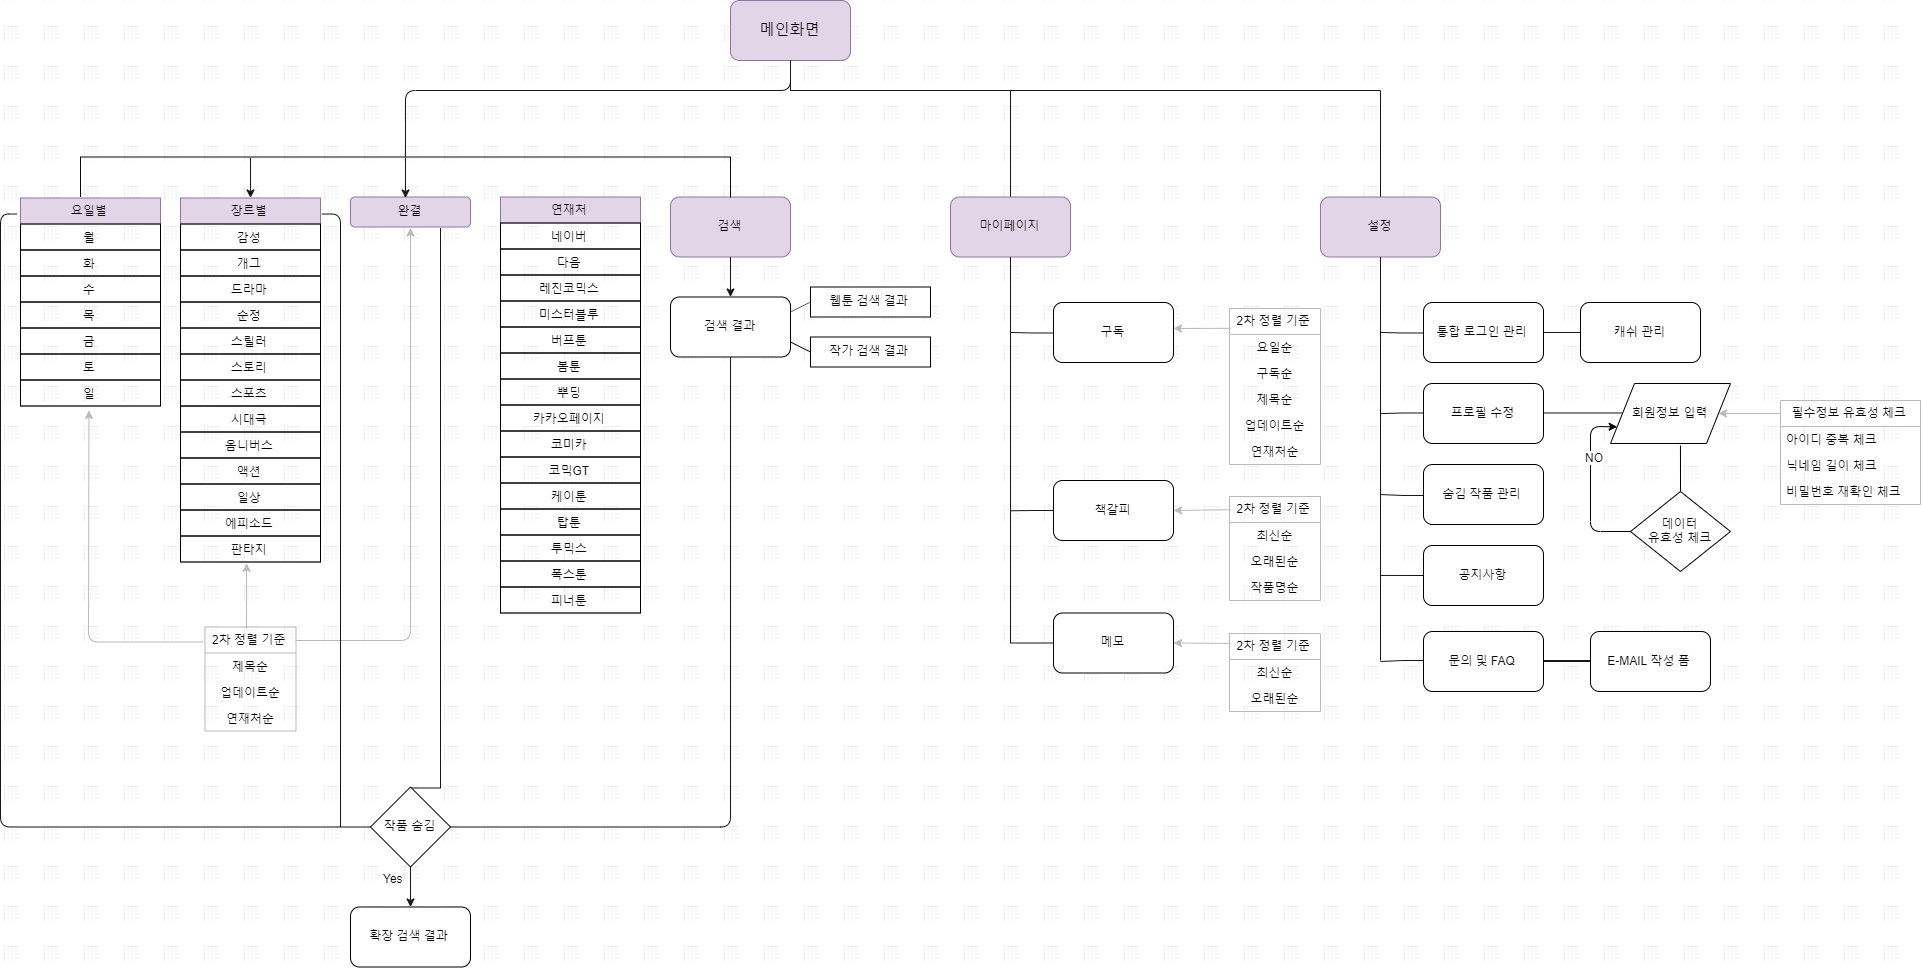 메인화면
요일별
월
화
수
목
금
토
일
장르별
감성
개그
드라마
순정
스릴러
스토리
스포츠
시대극
옴니버스
액션
일상
에피소드
판타지
2차 정렬 기준
제목순
업데이트순
연재처순
완결
연재처
네이버
다음
레진코믹스
미스터블루
버프툰
봄툰
뿌딩
카카오페이지
코미카
코믹GT
케이툰
탑툰
투믹스
폭스툰
피너툰
검색
검색 결과
웹툰 검색 결과
작가 검색 결과
작품 숨김
Yes
확장 검색 결과
마이페이지
구독
2차 정렬 기준
요일순
구독순
제목순
업데이트순
연재처순
책갈피
2차 정렬 기준
최신순
오래된순
작품명순
메모
2차 정렬 기준
최신순
오래된순
설정
통합 로그인 관리
캐쉬 관리
프로필 수정
회원정보 입력
필수정보 유효성 체크
아이디 중복 체크
닉네임 길이 체크
비밀번호 재확인 체크
NO
데이터
유효성 체크
숨김 작품 관리
공지사항
문의 및 FAQ
E-MAIL 작성 폼